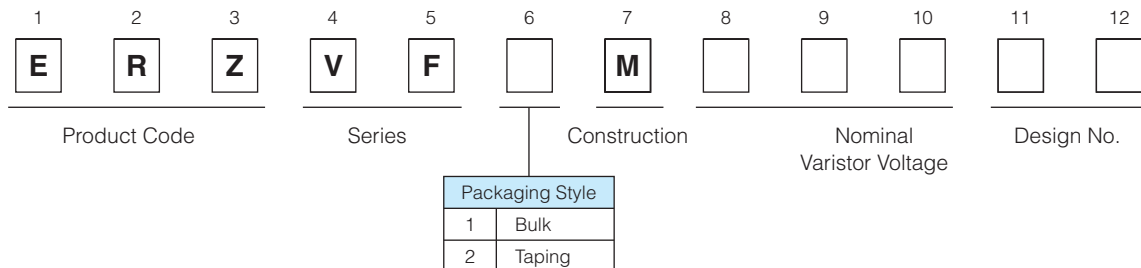 1 2 3 4 5 6 7 8 9 10 11 12
E R Z V F M
Product Code Series Construction Nominal Varistor Voltage Design No.
Packaging Style
1 Bulk
2 Taping